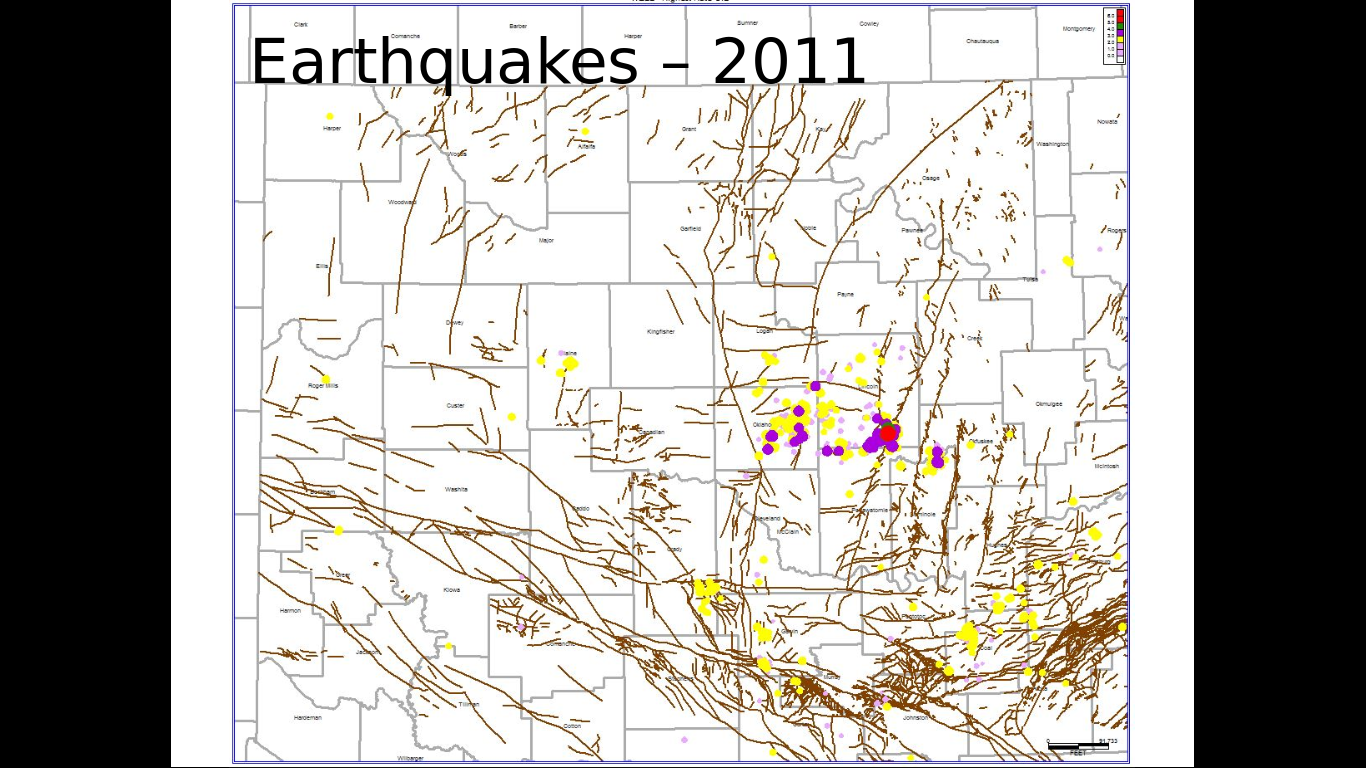 Clark
Comanche
Barber
Harper
Sumner
Cowley
Chautauqua
Montgomery
Earthquakes – 2011
Harper
Woods
Alfalfa
Grant
Kay
Osage
Washington
Nowata
Woodward
Major
Garfield
Noble
Pawnee
Rogers
Ellis
Tulsa
Dewey
Blaine
Kingfisher
Logan
Payne
Creek
Roger Mills
Custer
Canadian
Lincoln
Okmulgee
Okfuskee
McIntosh
Beckham
Washita
Caddo
Grady
Cleveland
McClain
Pottawatomie
Seminole
Greer
Kiowa
Harmon
Jackson
Comanche
Garvin
Pontotoc
Coal
Murray
Tillman
Cotton
Johnston
Hardeman
Wilbarger
0
91,733
FEET